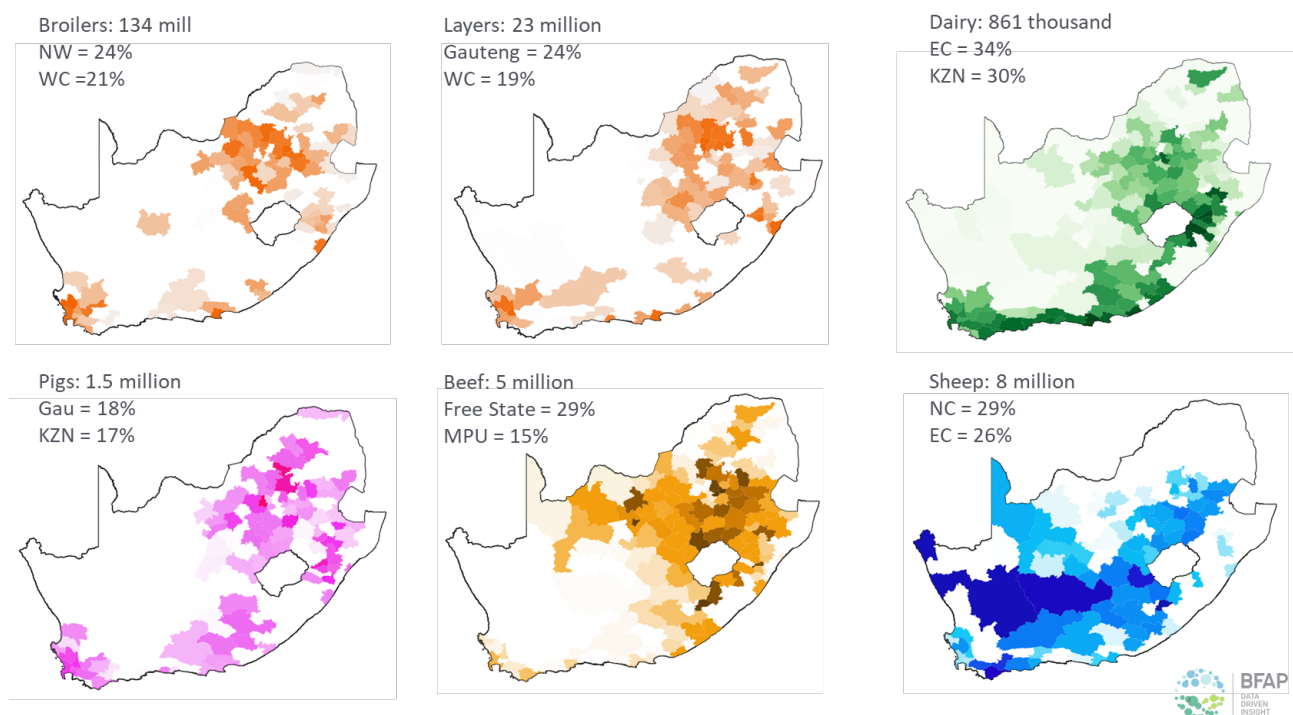 Broilers: 134 mill
NW = 24%
WC =21%
Layers: 23 million
Gauteng = 24%
WC = 19%
Dairy: 861 thousand
EC = 34%
KZN = 30%
Pigs: 1.5 million
Gau = 18%
KZN = 17%
Beef: 5 million
Free State = 29%
MPU = 15%
Sheep: 8 million
NC = 29%
EC = 26%
BFAP
DATA
DRIVEN
INSIGHT